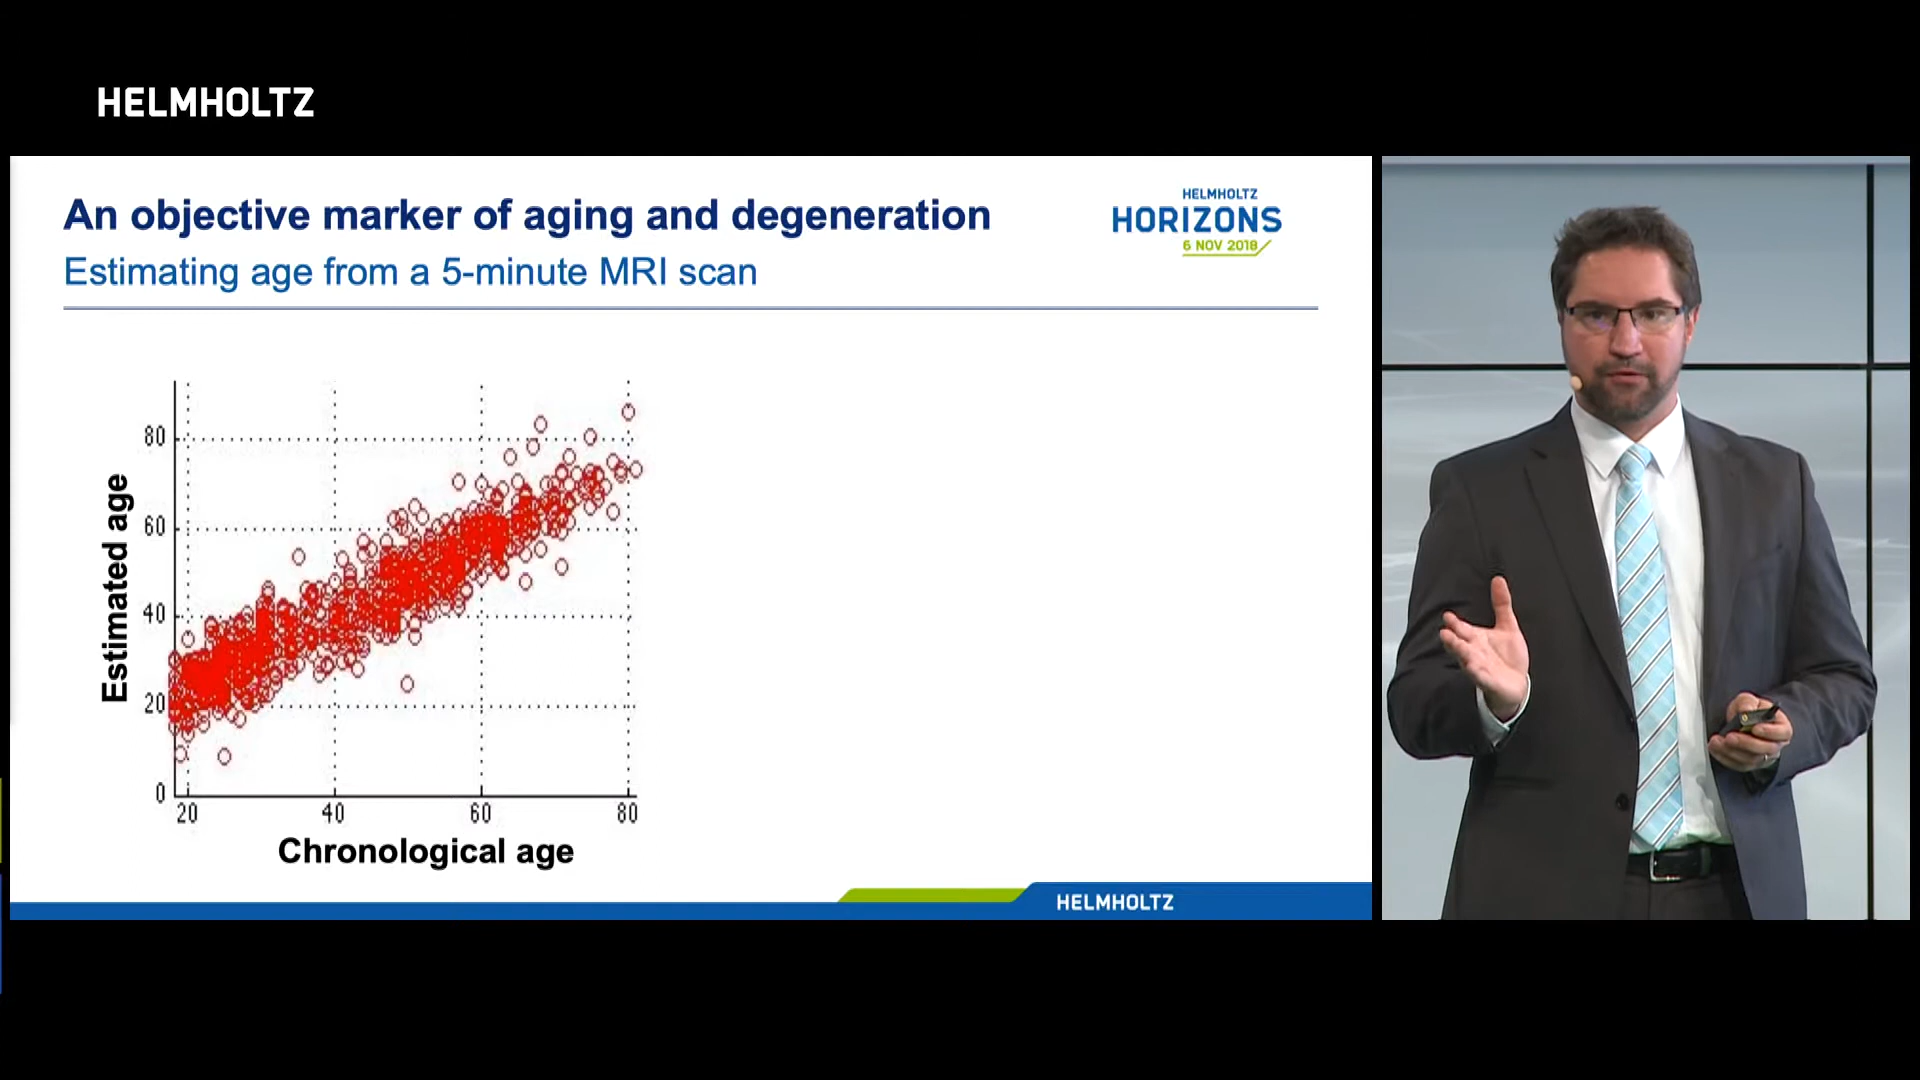 HELMHOLTZ
An objective marker of aging and degeneration
Estimating age from a 5-minute MRI scan
HELMHOLTZ
HORIZONS
6 NOV 2018
80
60
40
20
0
Estimated age
20 40 60 80
Chronological age
HELMHOLTZ